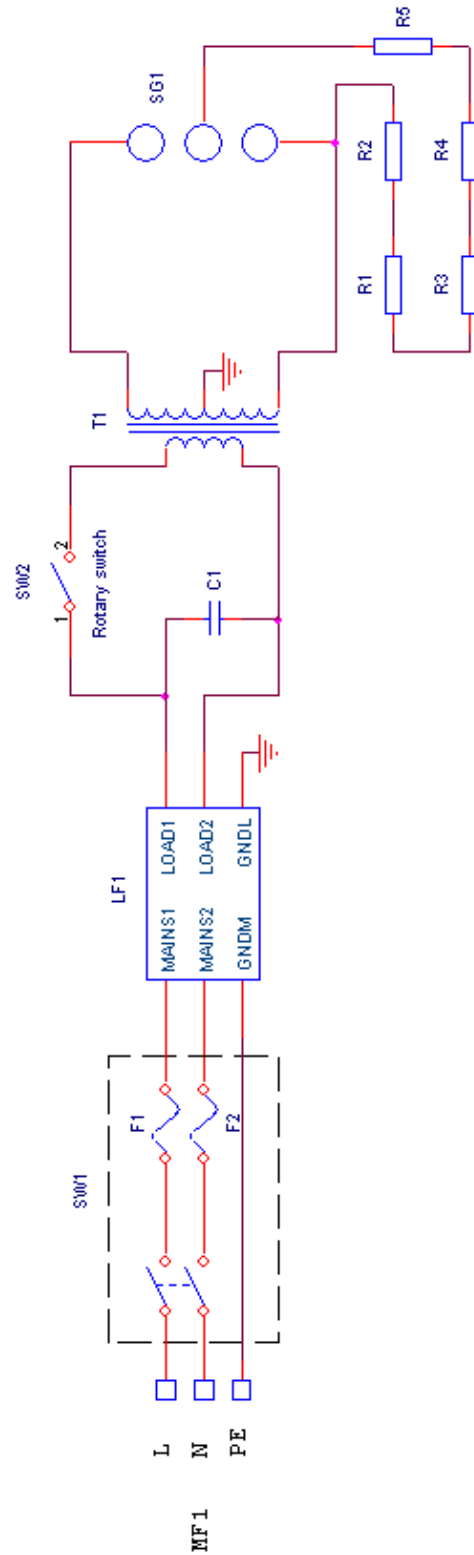 MF1
L
N
PE
SW1
F1
F2
LF1
MAINS1
LOAD1
MAINS2
LOAD2
GNDM
GNDL
SW2
1
2
Rotary switch
C1
T1
SG1
R1
R2
R3
R4
R5